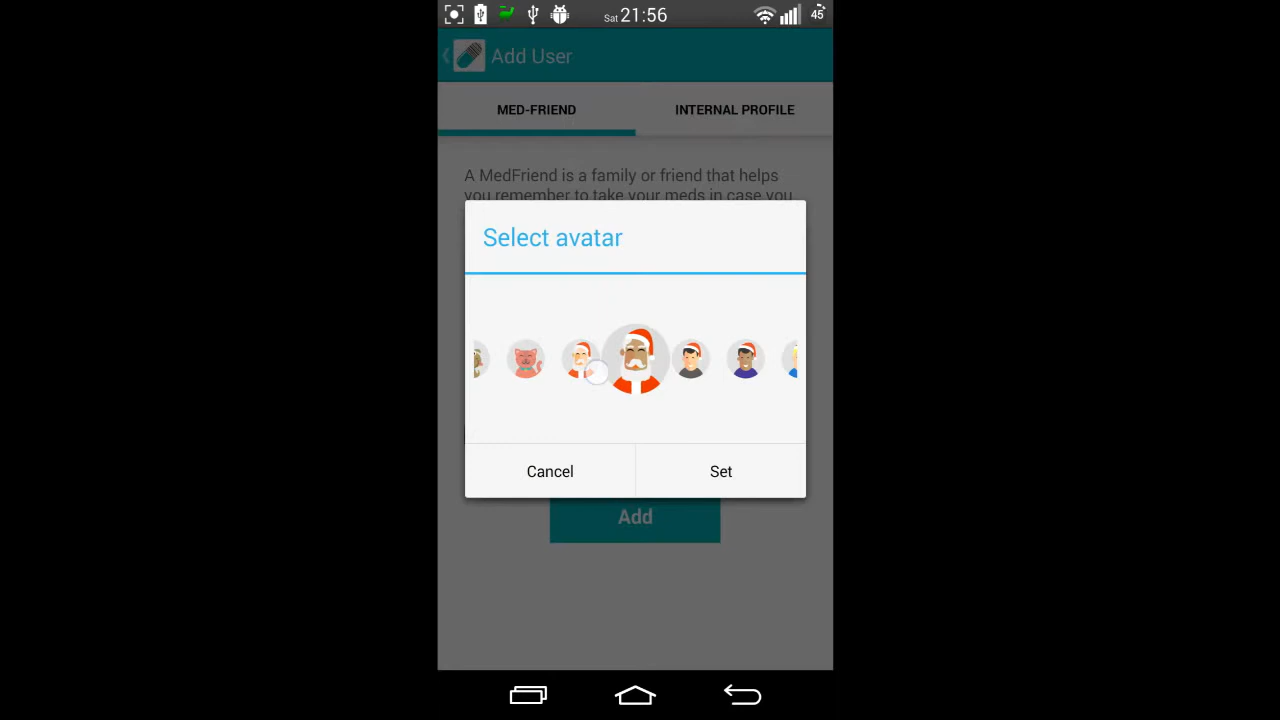 Sat 21:56
45
Add User
MED-FRIEND
INTERNAL PROFILE
A MedFriend is a family or friend that helps
you remember to take your meds in case you
Select avatar
Cancel
Set
Add